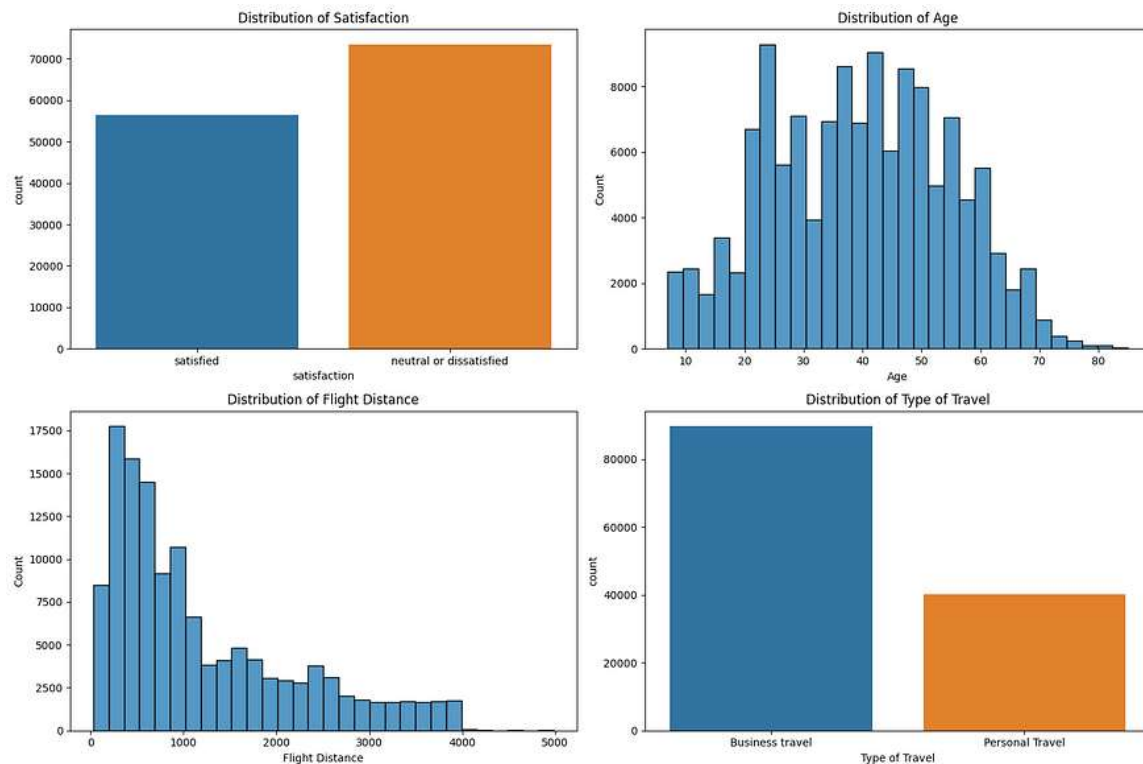 Distribution of Satisfaction
70000
60000
50000
40000
30000
20000
10000
0
count
satisfied
neutral or dissatisfied
satisfaction
Distribution of Age
8000
6000
4000
2000
0
Count
10 20 30 40 50 60 70 80
Age
Distribution of Flight Distance
17500
15000
12500
10000
7500
5000
2500
0
Count
0 1000 2000 3000 4000 5000
Flight Distance
Distribution of Type of Travel
80000
60000
40000
20000
0
count
Business travel
Personal Travel
Type of Travel